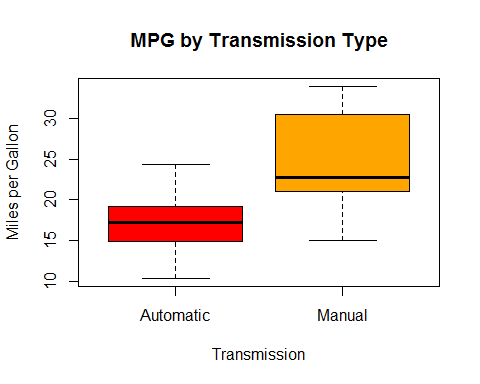 MPG by Transmission Type
Miles per Gallon
30
25
20
15
10
Automatic Manual
Transmission